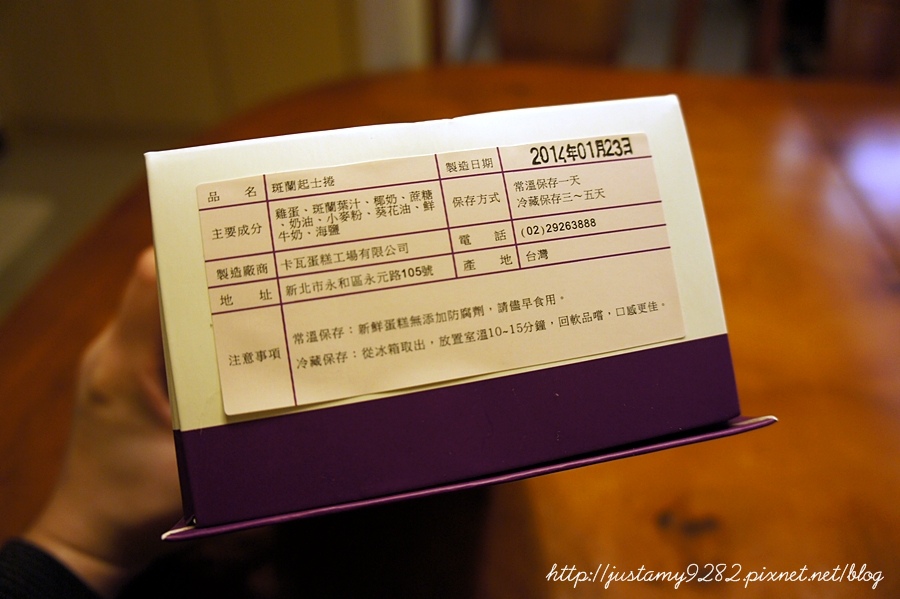 品名 班蘭起士捲
製造日期 2014年01月23日
主要成分 雞蛋、班蘭葉汁、椰奶、蔗糖
、奶油、小麥粉、葵花油、鮮
牛奶、海鹽
保存方式 常溫保存一天
冷藏保存三～五天
製造廠商 卡瓦蛋糕工場有限公司
電話 (02)29263888
地址 新北市永和區永元路105號
產地 台灣
注意事項
常溫保存：新鮮蛋糕無添加防腐劑，請儘早食用。
冷藏保存：從冰箱取出，放置室溫10-15分鐘，回軟品嚐，口感更佳。
http://justamy9282.pixnet.net/blog